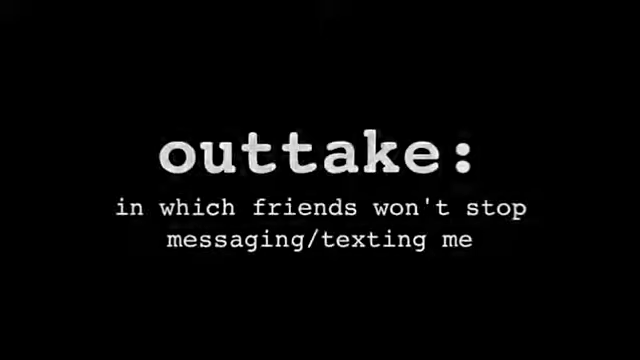 outtake:
in which friends won't stop
messaging/texting me